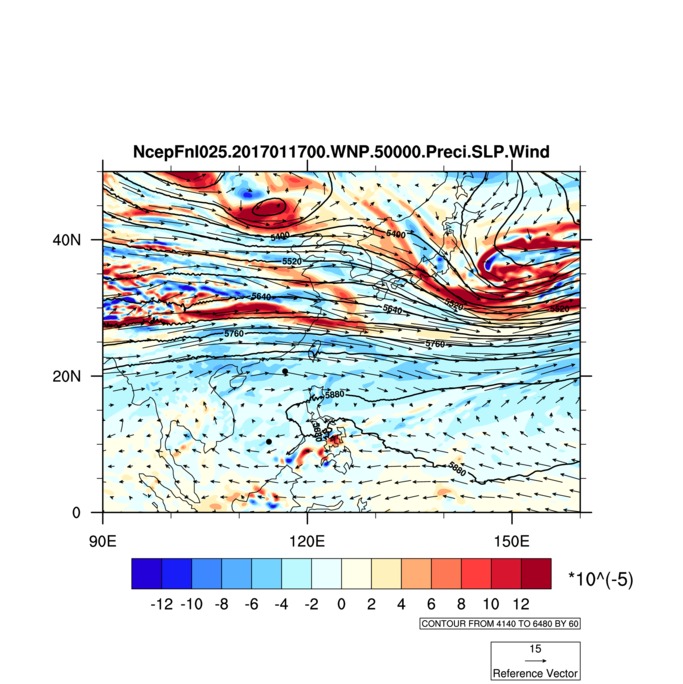 NcepFnl025.2017011700.WNP.50000.Preci.SLP.Wind
40N
20N
0
90E 120E 150E
5400 5400
5520 5520 5520
5640 5640
5760 5760
5880 5880 5880
-12 -10 -8 -6 -4 -2 0 2 4 6 8 10 12
*10^(-5)
CONTOUR FROM 4140 TO 6480 BY 60
15
Reference Vector